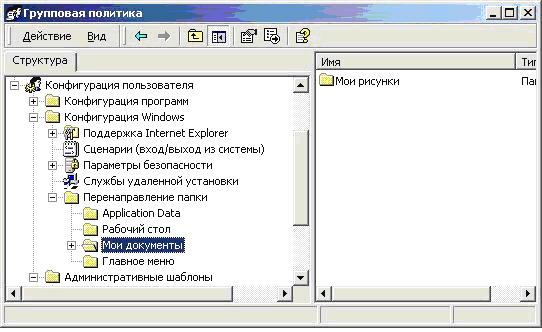 Групповая политика
Действие Вид
Структура
Конфигурация пользователя
Конфигурация программ
Конфигурация Windows
Поддержка Internet Explorer
Сценарии (вход/выход из системы)
Параметры безопасности
Службы удаленной установки
Перенаправление папки
Application Data
Рабочий стол
Мои документы
Главное меню
Административные шаблоны
Имя Тип
Мои рисунки Пап